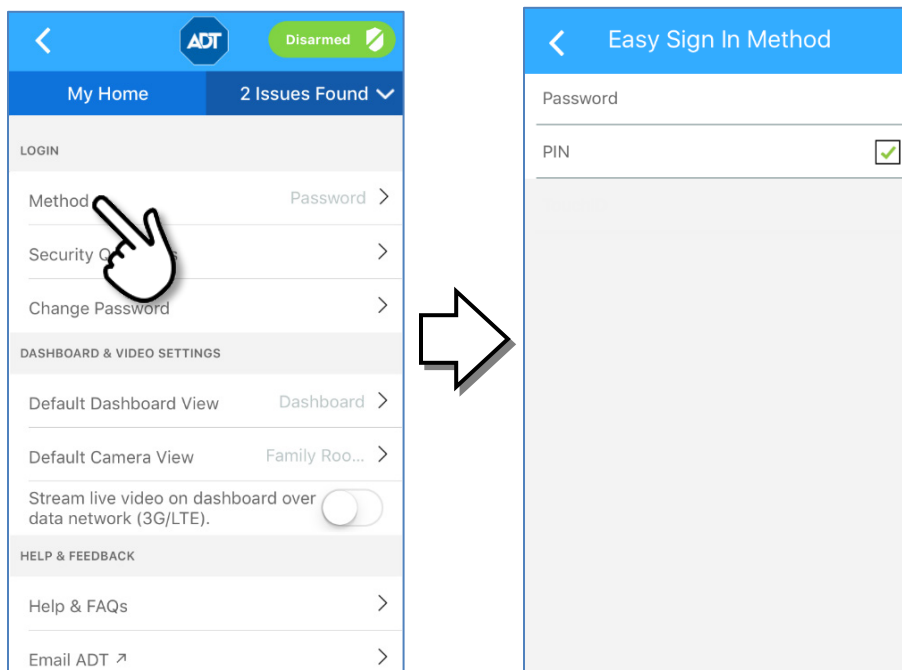 ADT
Disarmed
My Home
2 Issues Found
LOGIN
Method
Password
Security Q s
Change Password
DASHBOARD & VIDEO SETTINGS
Default Dashboard View
Dashboard
Default Camera View
Family Roo...
Stream live video on dashboard over
data network (3G/LTE).
HELP & FEEDBACK
Help & FAQs
Email ADT ↗
Easy Sign In Method
Password
PIN